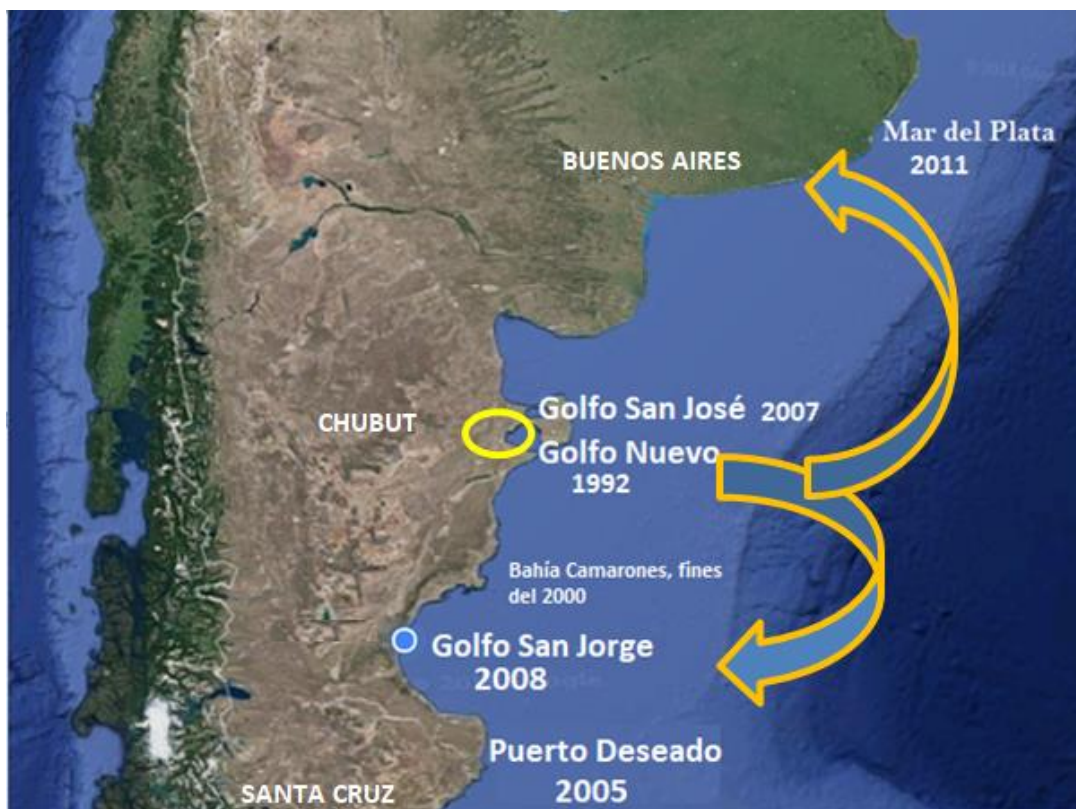 Mar del Plata
2011
BUENOS AIRES
Golfo San José 2007
CHUBUT
Golfo Nuevo
1992
Bahía Camarones, fines
del 2000
Golfo San Jorge
2008
Puerto Deseado
2005
SANTA CRUZ